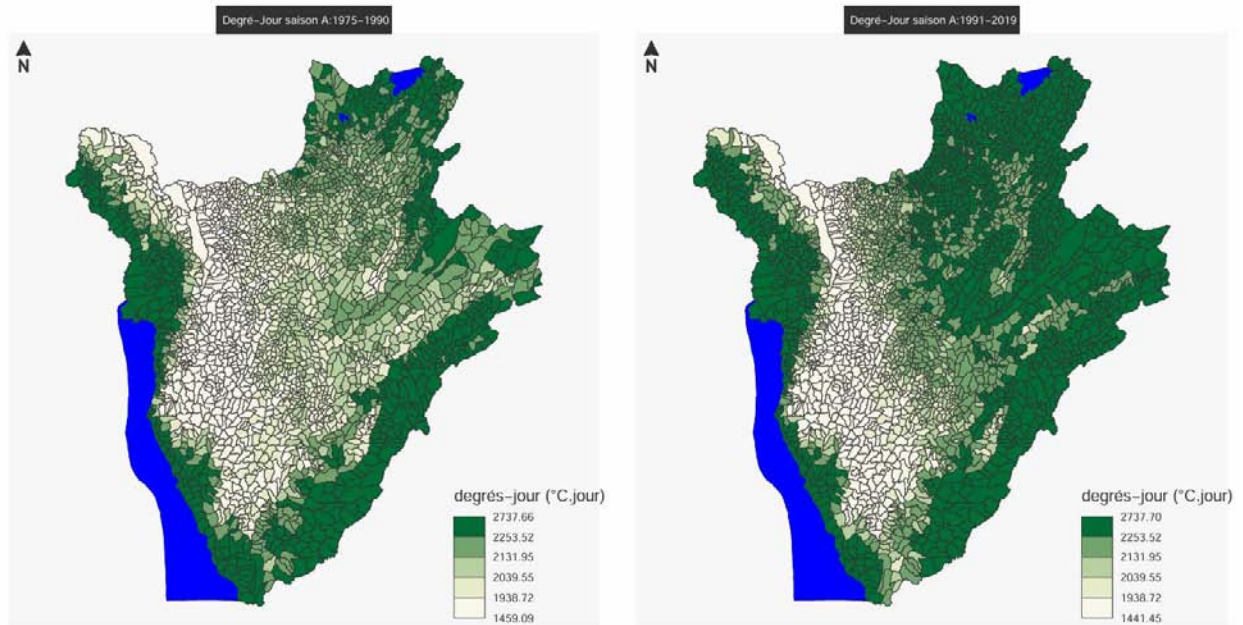 Degré-Jour saison A:1975-1990
N
degrés-jour (°C.jour)
2737.66
2253.52
2131.95
2039.55
1938.72
1459.09
Degré-Jour saison A:1991-2019
N
degrés-jour (°C.jour)
2737.70
2253.52
2131.95
2039.55
1938.72
1441.45